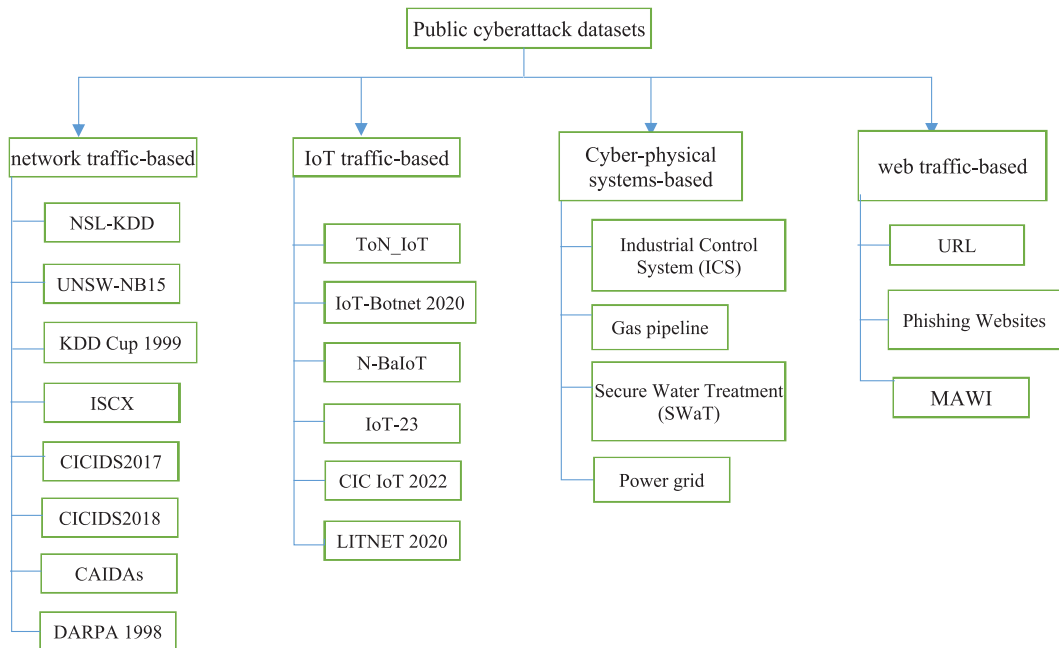 Public cyberattack datasets
network traffic-based
NSL-KDD
UNSW-NB15
KDD Cup 1999
ISCX
CICIDS2017
CICIDS2018
CAIDAs
DARPA 1998
IoT traffic-based
ToN_IoT
IoT-Botnet 2020
N-BaIoT
IoT-23
CIC IoT 2022
LITNET 2020
Cyber-physical
systems-based
Industrial Control
System (ICS)
Gas pipeline
Secure Water Treatment
(SWaT)
Power grid
web traffic-based
URL
Phishing Websites
MAWI